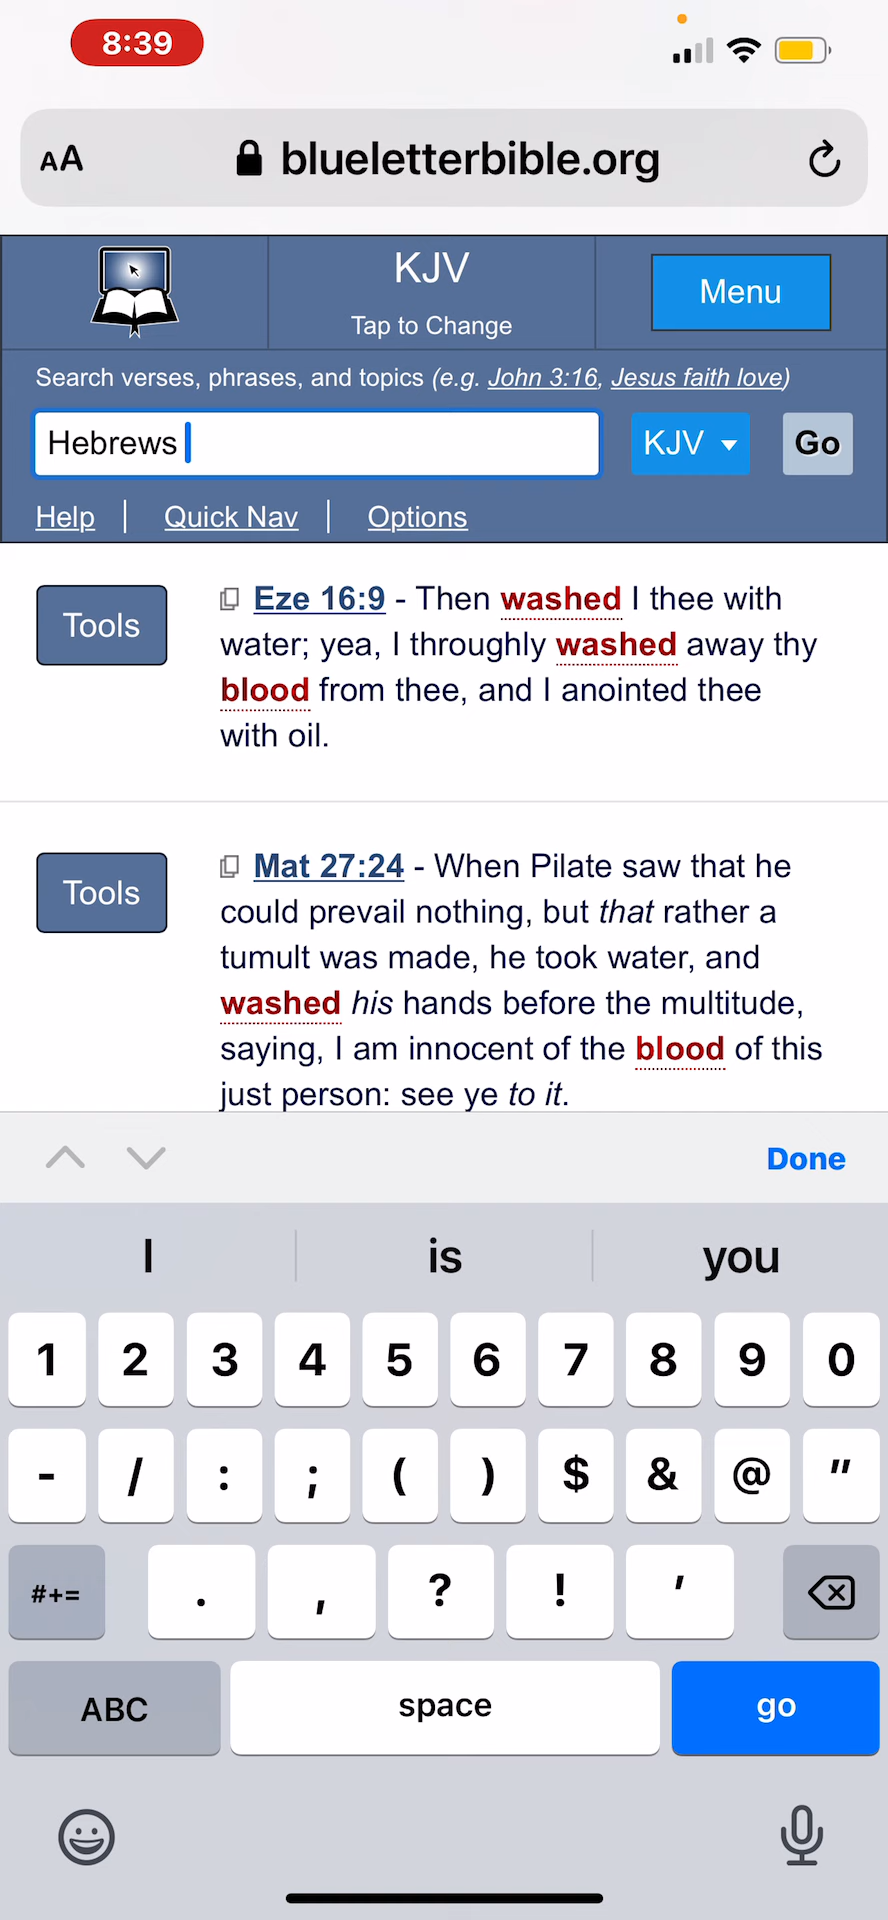 8:39
AA blueletterbible.org
KJV
Tap to Change
Menu
Search verses, phrases, and topics (e.g. John 3:16, Jesus faith love)
Hebrews
KJV
Go
Help | Quick Nav | Options
Tools
Eze 16:9 - Then washed I thee with
water; yea, I throughly washed away thy
blood from thee, and I anointed thee
with oil.
Tools
Mat 27:24 - When Pilate saw that he
could prevail nothing, but that rather a
tumult was made, he took water, and
washed his hands before the multitude,
saying, I am innocent of the blood of this
just person: see ye to it.
Done
I is you
1 2 3 4 5 6 7 8 9 0
- / : ; ( ) $ & @ "
#+= . , ? ! '
ABC space go